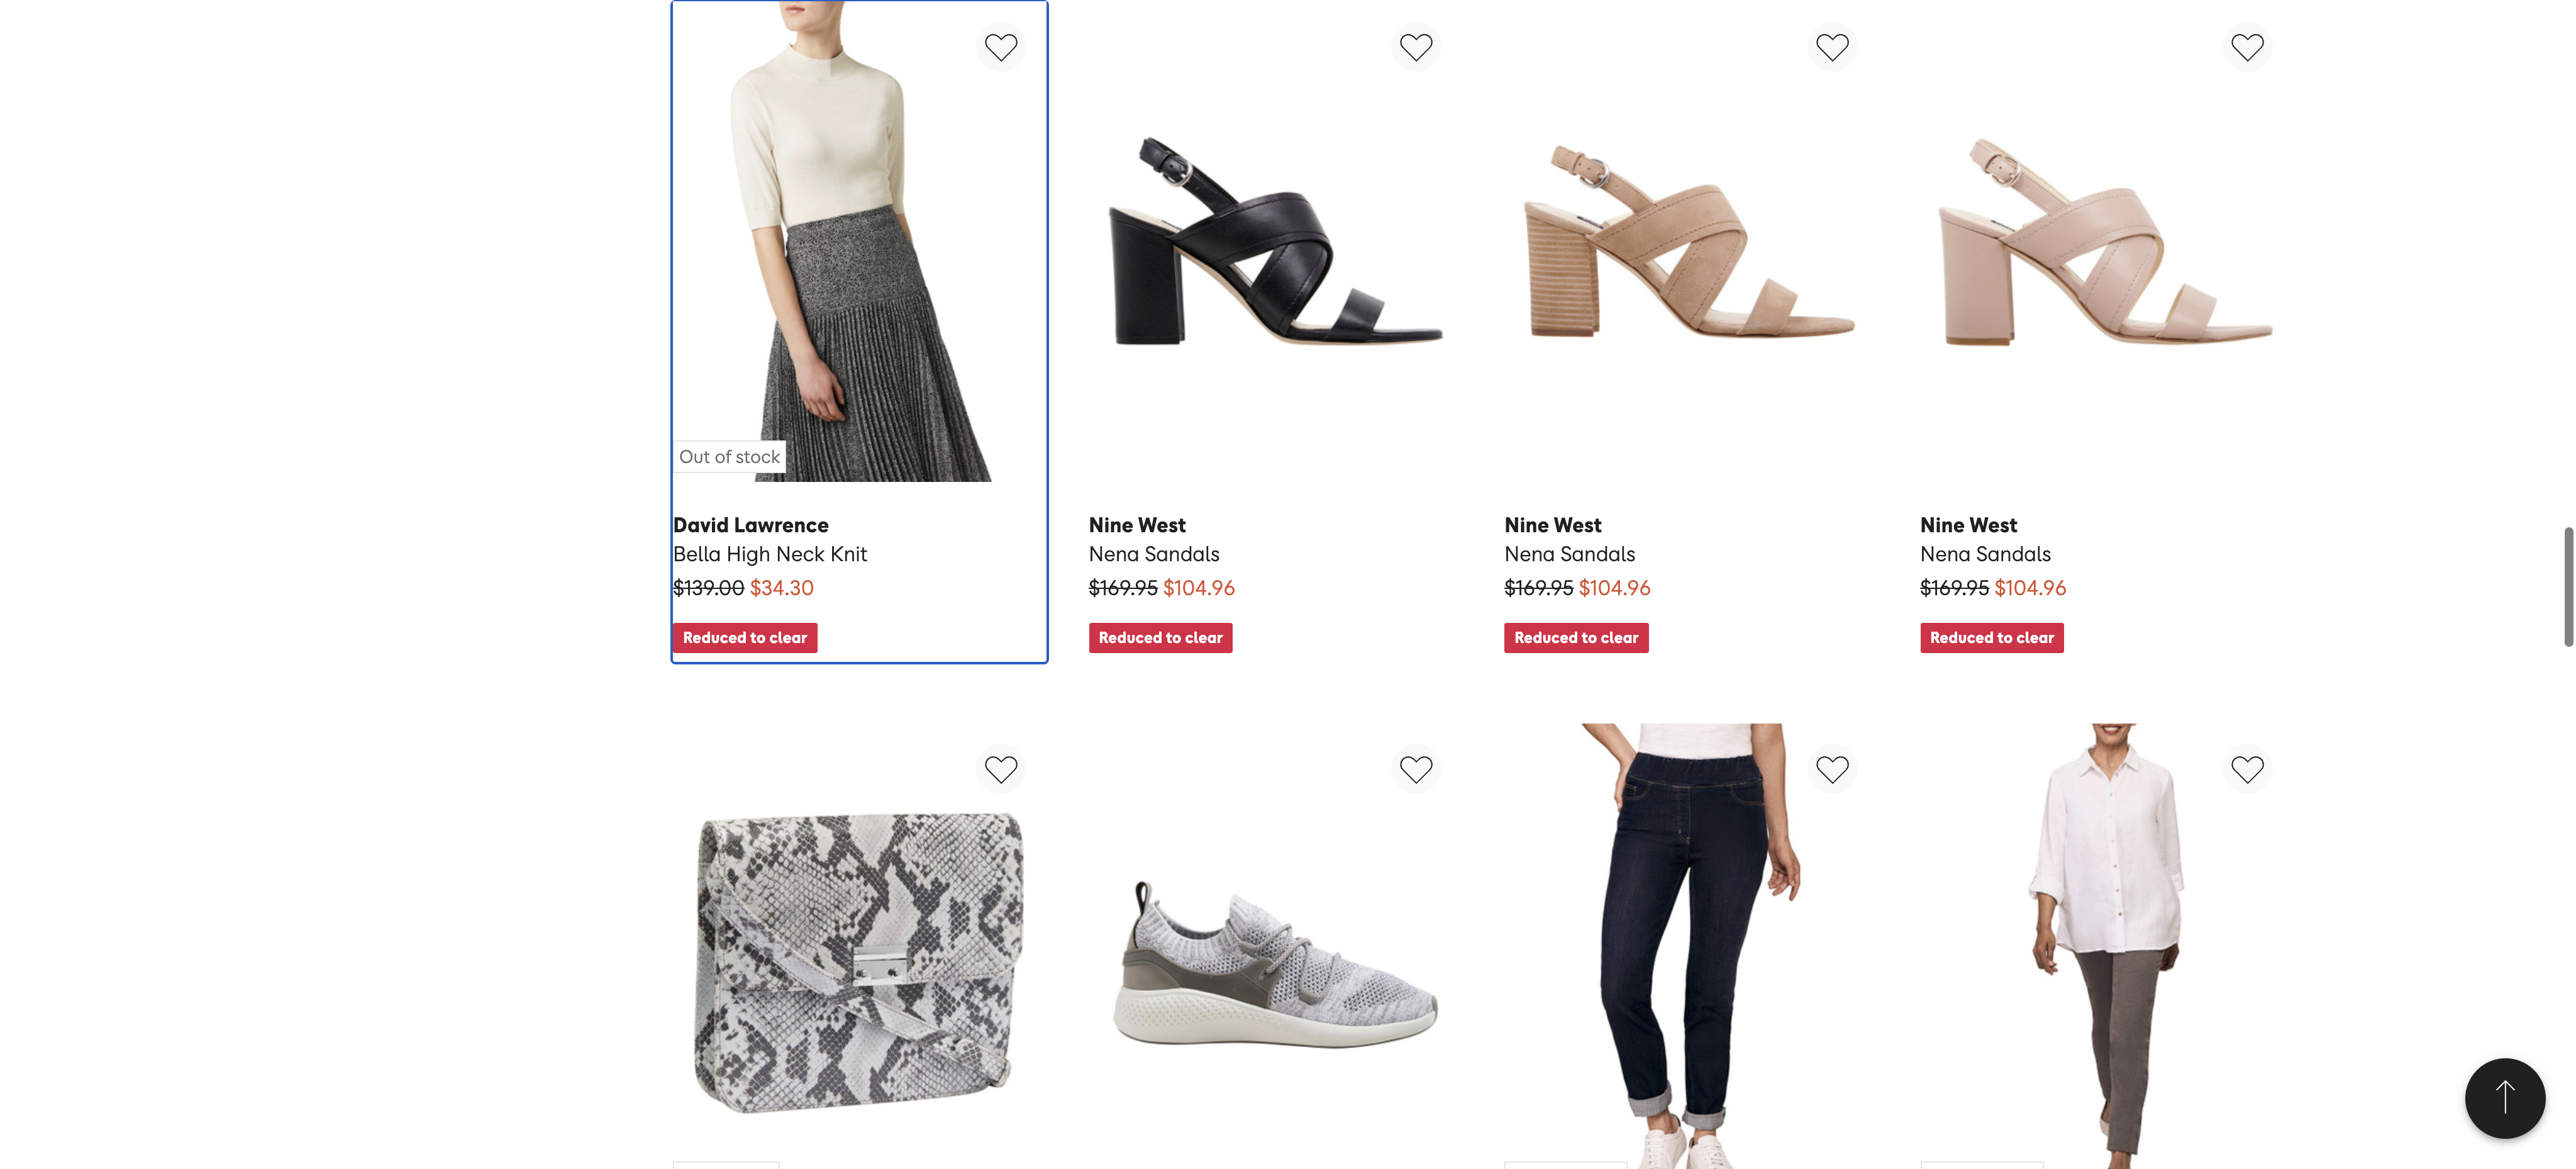 Out of stock
David Lawrence
Bella High Neck Knit
$139.00 $34.30
Reduced to clear
Nine West
Nena Sandals
$169.95 $104.96
Reduced to clear
Nine West
Nena Sandals
$169.95 $104.96
Reduced to clear
Nine West
Nena Sandals
$169.95 $104.96
Reduced to clear